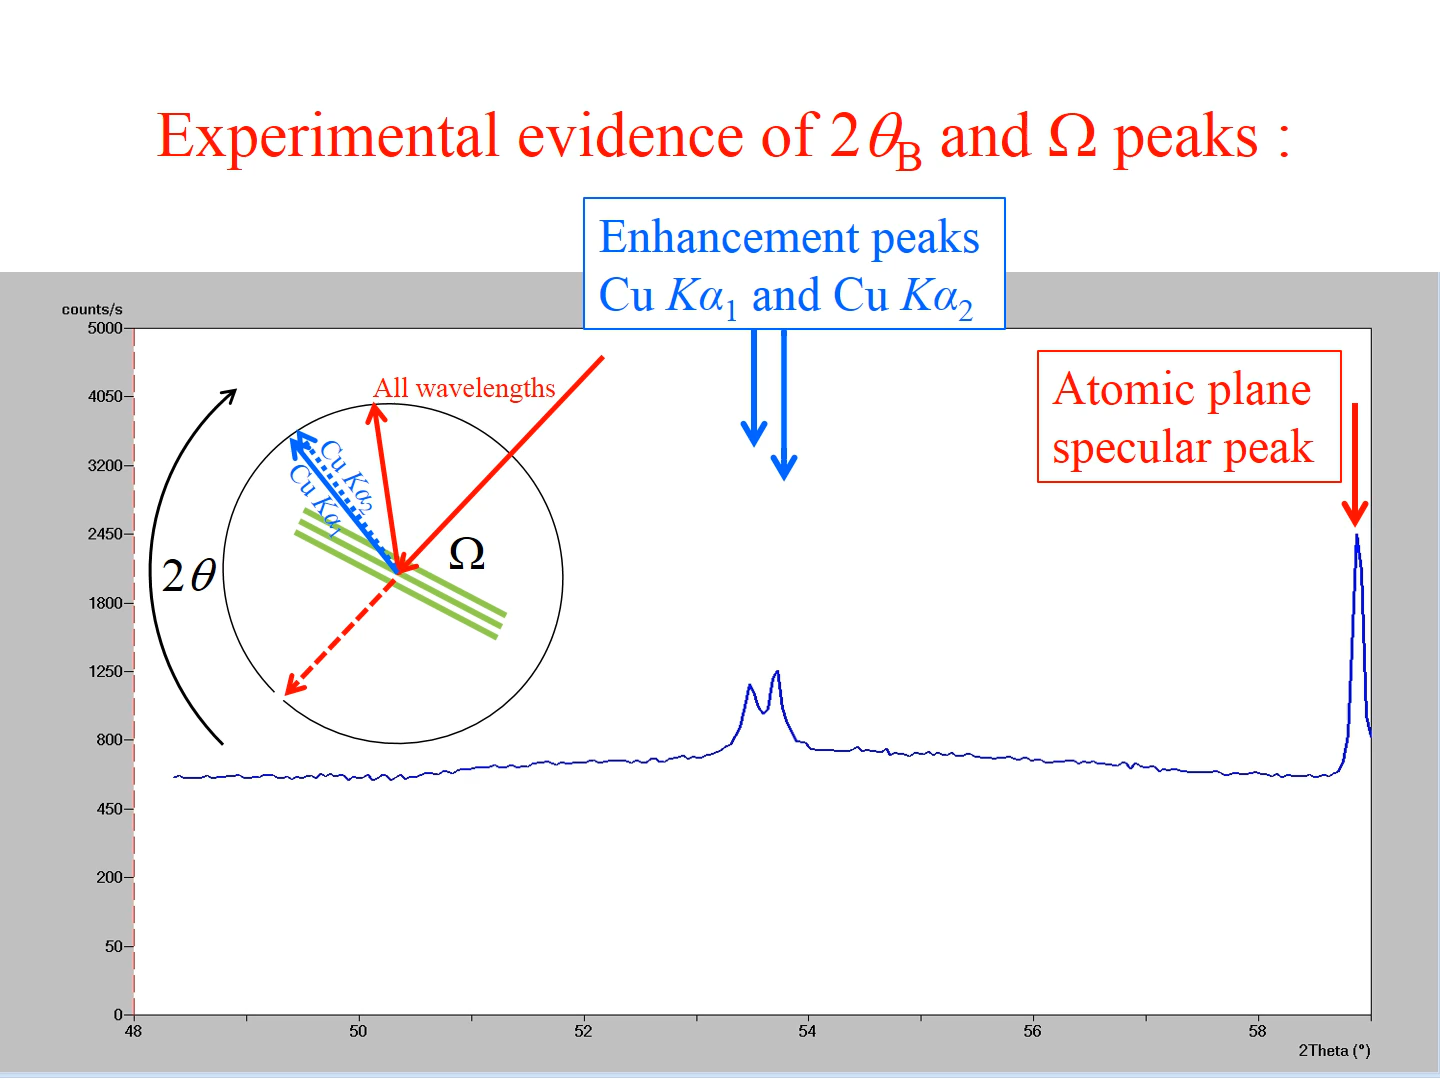 Experimental evidence of 2θB and Ω peaks :
Enhancement peaks
Cu Kα1 and Cu Kα2
Atomic plane
specular peak
counts/s
5000
4050
3200
2450
1800
1250
800
450
200
50
0
All wavelengths
Cu Kα2
Cu Kα1
Ω
2θ
48
50
52
54
56
58
2Theta (°)